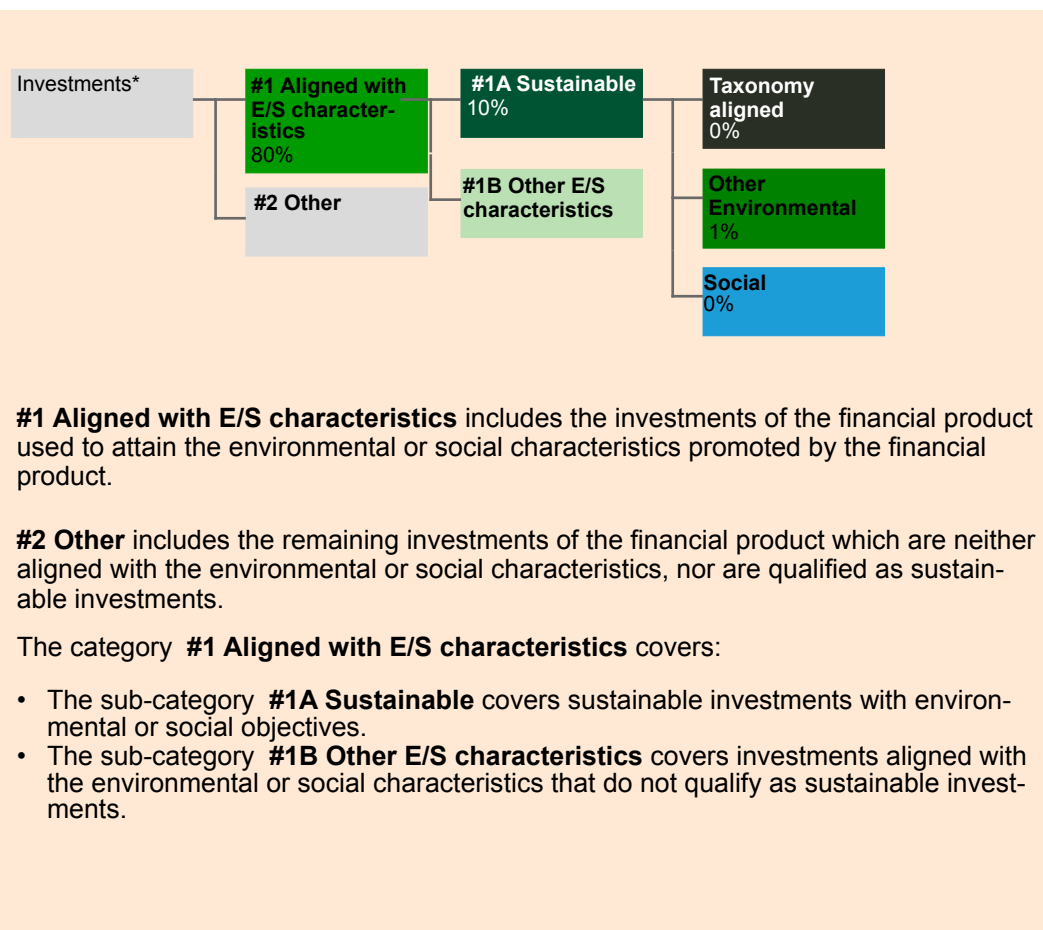 Investments*
#1 Aligned with
E/S character-
istics
80%
#2 Other
#1A Sustainable
10%
#1B Other E/S
characteristics
Taxonomy
aligned
0%
Other
Environmental
1%
Social
0%
#1 Aligned with E/S characteristics includes the investments of the financial product
used to attain the environmental or social characteristics promoted by the financial
product.
#2 Other includes the remaining investments of the financial product which are neither
aligned with the environmental or social characteristics, nor are qualified as sustain-
able investments.
The category #1 Aligned with E/S characteristics covers:
• The sub-category #1A Sustainable covers sustainable investments with environ-
mental or social objectives.
• The sub-category #1B Other E/S characteristics covers investments aligned with
the environmental or social characteristics that do not qualify as sustainable invest-
ments.